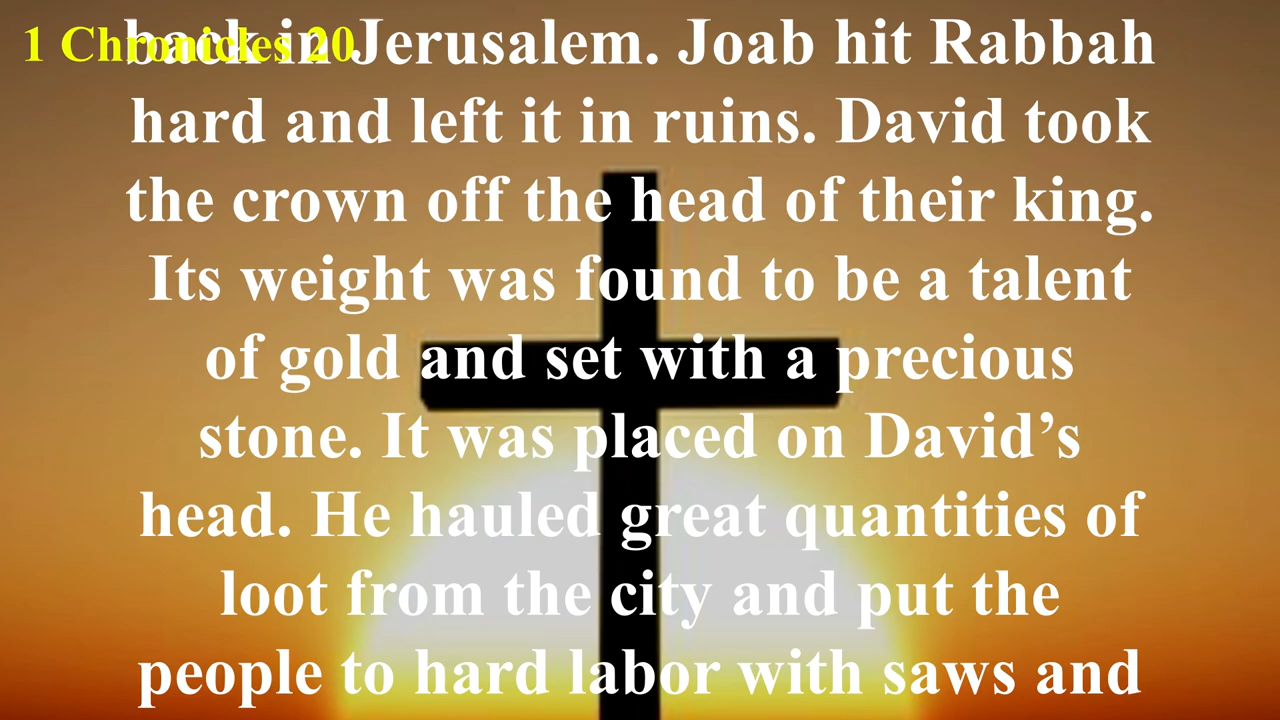 1 Chronicles 20
back in Jerusalem. Joab hit Rabbah
hard and left it in ruins. David took
the crown off the head of their king.
Its weight was found to be a talent
of gold and set with a precious
stone. It was placed on David’s
head. He hauled great quantities of
loot from the city and put the
people to hard labor with saws and